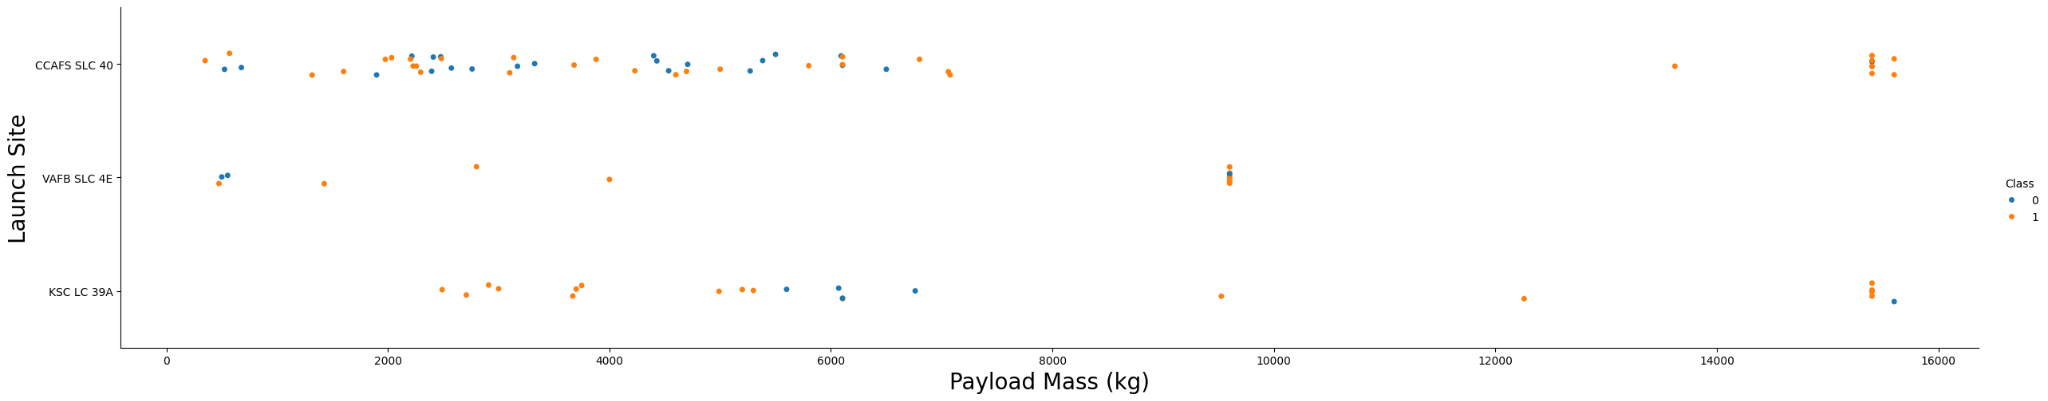 Launch Site
CCAFS SLC 40
VAFB SLC 4E
KSC LC 39A
0 2000 4000 6000 8000 10000 12000 14000 16000
Payload Mass (kg)
Class
0
1